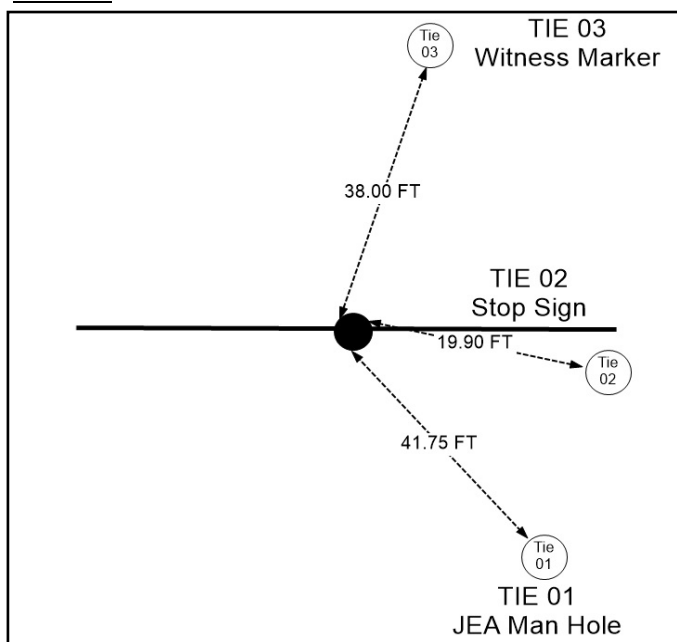 Tie
03
TIE 03
Witness Marker
38.00 FT
TIE 02
Stop Sign
19.90 FT
Tie
02
41.75 FT
Tie
01
TIE 01
JEA Man Hole